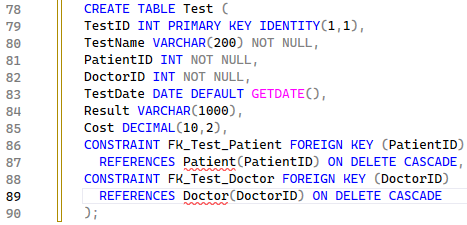 78 CREATE TABLE Test (
79 TestID INT PRIMARY KEY IDENTITY(1,1),
80 TestName VARCHAR(200) NOT NULL,
81 PatientID INT NOT NULL,
82 DoctorID INT NOT NULL,
83 TestDate DATE DEFAULT GETDATE(),
84 Result VARCHAR(1000),
85 Cost DECIMAL(10,2),
86 CONSTRAINT FK_Test_Patient FOREIGN KEY (PatientID)
87 REFERENCES Patient(PatientID) ON DELETE CASCADE,
88 CONSTRAINT FK_Test_Doctor FOREIGN KEY (DoctorID)
89 REFERENCES Doctor(DoctorID) ON DELETE CASCADE
90 );